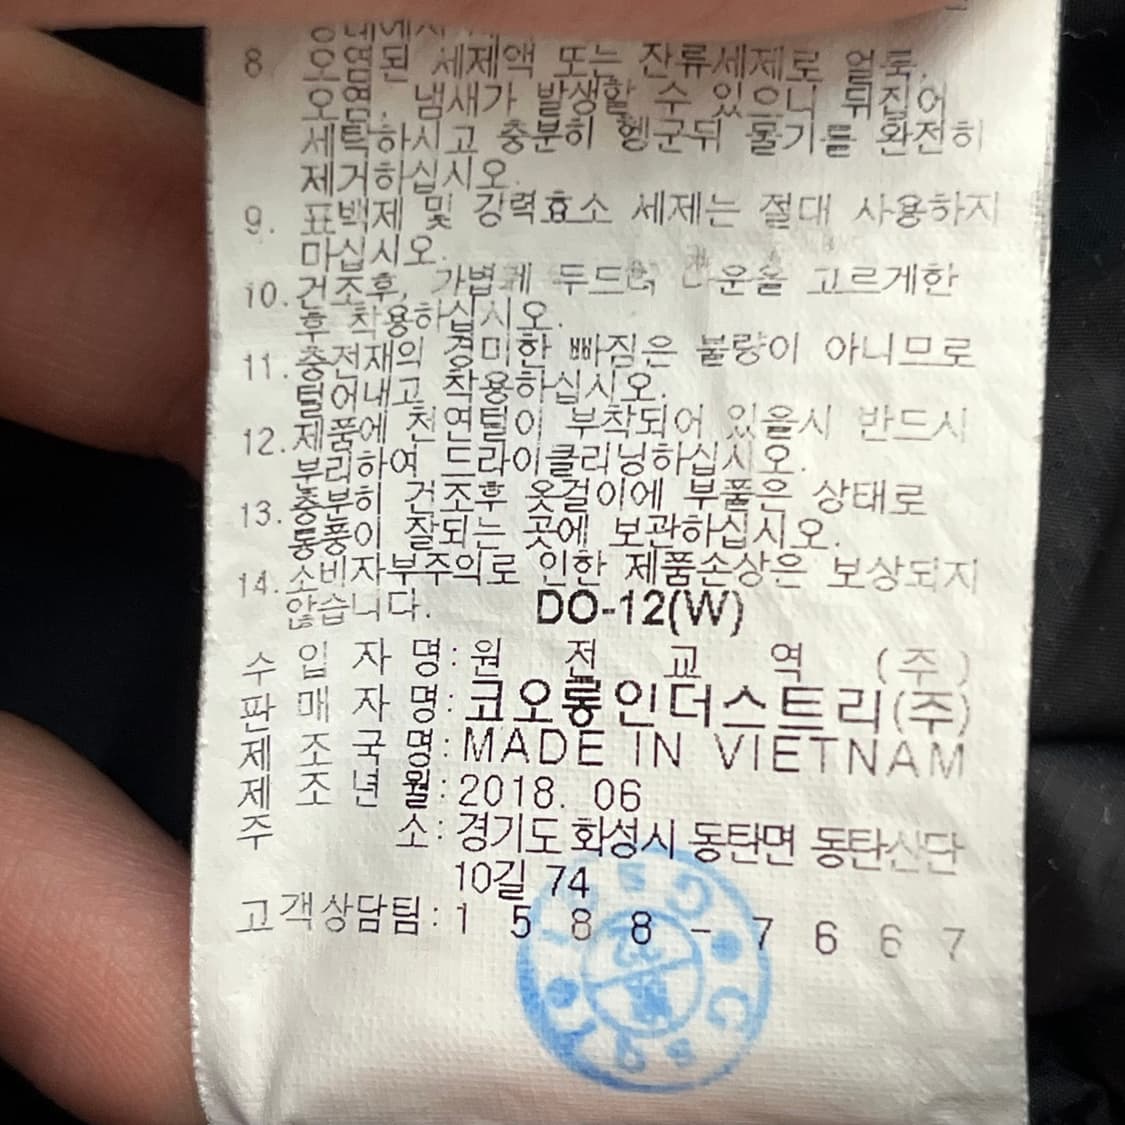 8 오염된 세제액 또는 잔류세제로 얼룩,
오염, 냄새가 발생할 수 있으니 뒤집어
세탁하시고 충분히 헹군뒤 물기를 완전히
제거하십시오.
9. 표백제 및 강력효소 세제는 절대 사용하지
마십시오.
10. 건조후, 가볍게 두드려 다운을 고르게한
후 착용하십시오.
11. 충전재의 경미한 빠짐은 불량이 아니므로
털어내고 착용하십시오.
12. 제품에 천연털이 부착되어 있을시 반드시
분리하여 드라이클리닝하십시오.
13. 충분히 건조후 옷걸이에 부풀은 상태로
통풍이 잘되는 곳에 보관하십시오.
14. 소비자부주의로 인한 제품손상은 보상되지
않습니다. DO-12(W)
수 입 자 명: 원 전 교 역 (주)
판 매 자 명: 코오롱인더스트리(주)
제 조 국 명: MADE IN VIETNAM
제 조 년 월: 2018. 06
주 소: 경기도 화성시 동탄면 동탄산단
10길 74
고객상담팀: 1 5 8 8 - 7 6 6 7